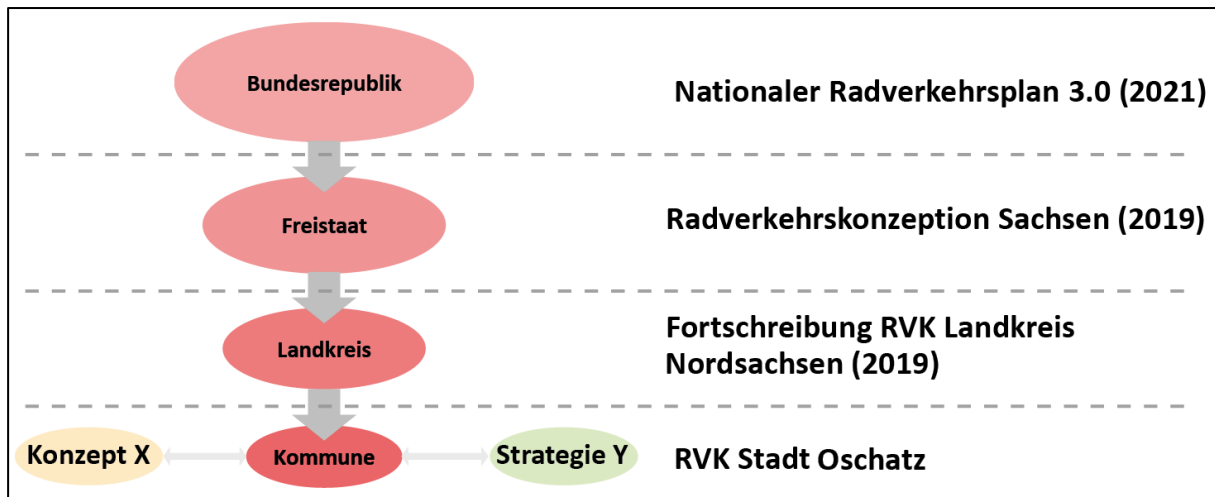 Bundesrepublik
Nationaler Radverkehrsplan 3.0 (2021)
Freistaat
Radverkehrskonzeption Sachsen (2019)
Landkreis
Fortschreibung RVK Landkreis
Nordsachsen (2019)
Konzept X
Kommune
Strategie Y
RVK Stadt Oschatz